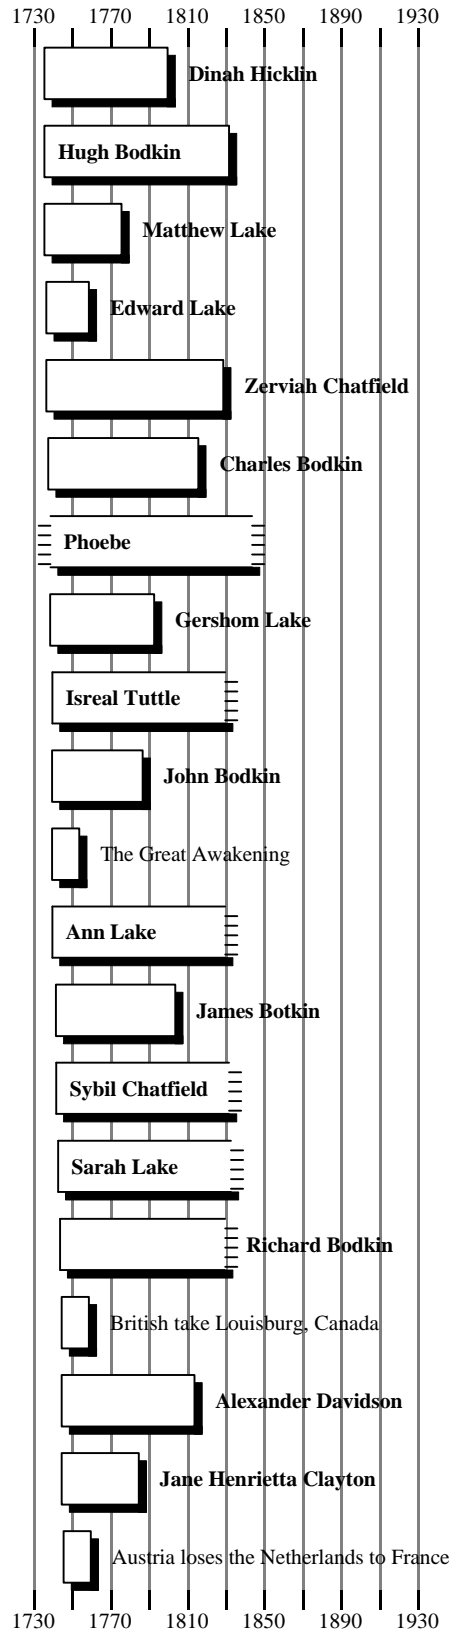 1730 1770 1810 1850 1890 1930
Dinah Hicklin
Hugh Bodkin
Matthew Lake
Edward Lake
Zerviah Chatfield
Charles Bodkin
Phoebe
Gershom Lake
Isreal Tuttle
John Bodkin
The Great Awakening
Ann Lake
James Botkin
Sybil Chatfield
Sarah Lake
Richard Bodkin
British take Louisburg, Canada
Alexander Davidson
Jane Henrietta Clayton
Austria loses the Netherlands to France
1730 1770 1810 1850 1890 1930